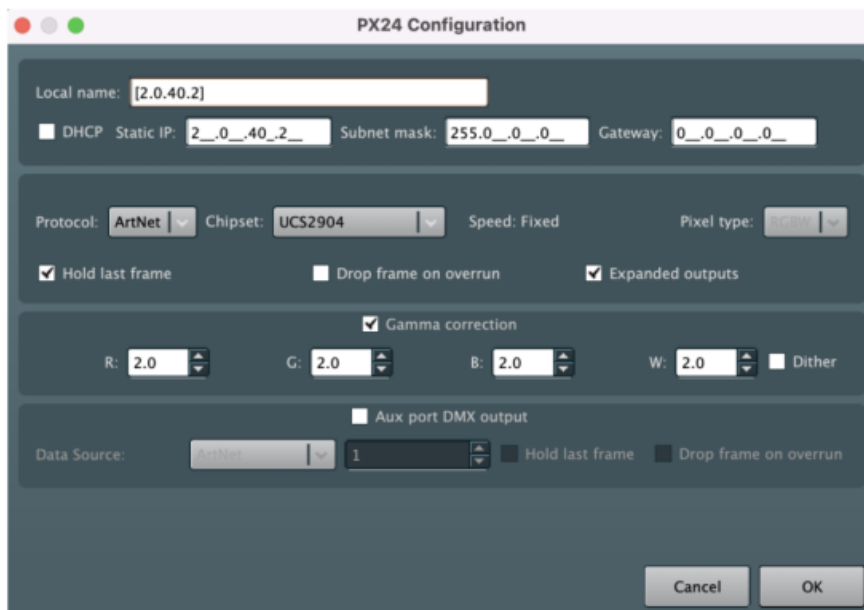 PX24 Configuration
Local name: [2.0.40.2]
DHCP Static IP: 2__.0__.40_.2__ Subnet mask: 255.0__.0__.0__ Gateway: 0__.0__.0__.0__
Protocol: ArtNet Chipset: UCS2904 Speed: Fixed Pixel type: RGBW
Hold last frame Drop frame on overrun Expanded outputs
Gamma correction
R: 2.0 G: 2.0 B: 2.0 W: 2.0 Dither
Aux port DMX output
Data Source: ArtNet 1 Hold last frame Drop frame on overrun
Cancel OK